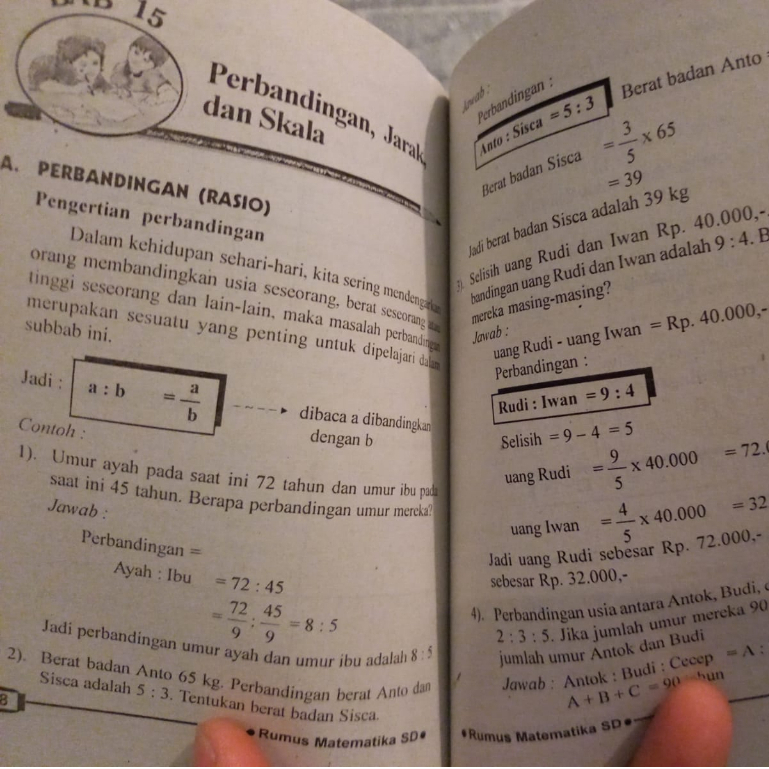 BAB 15
Perbandingan, Jarak,
dan Skala
A. PERBANDINGAN (RASIO)
Pengertian perbandingan
Dalam kehidupan sehari-hari, kita sering mendengarkan
orang membandingkan usia seseorang, berat seseorang
tinggi seseorang dan lain-lain, maka masalah perbandingan
merupakan sesuatu yang penting untuk dipelajari dalam
subbab ini.
Jadi : a : b = a/b dibaca a dibandingkan
dengan b
Contoh :
1). Umur ayah pada saat ini 72 tahun dan umur ibu pada
saat ini 45 tahun. Berapa perbandingan umur mereka?
Jawab :
Perbandingan =
Ayah : Ibu = 72 : 45
= 72/9 : 45/9 = 8 : 5
Jadi perbandingan umur ayah dan umur ibu adalah 8 : 5
2). Berat badan Anto 65 kg. Perbandingan berat Anto dan
Sisca adalah 5 : 3. Tentukan berat badan Sisca.
8
Rumus Matematika SD
Jawab :
Perbandingan :
Anto : Sisca = 5 : 3 Berat badan Anto
Berat badan Sisca = 3/5 x 65
= 39
Jadi berat badan Sisca adalah 39 kg
3). Selisih uang Rudi dan Iwan Rp. 40.000,-.
bandingan uang Rudi dan Iwan adalah 9 : 4. B
mereka masing-masing?
Jawab :
uang Rudi - uang Iwan = Rp. 40.000,-
Perbandingan :
Rudi : Iwan = 9 : 4
Selisih = 9 – 4 = 5
uang Rudi = 9/5 x 40.000 = 72.
uang Iwan = 4/5 x 40.000 = 32
Jadi uang Rudi sebesar Rp. 72.000,-
sebesar Rp. 32.000,-
4). Perbandingan usia antara Antok, Budi,
2 : 3 : 5. Jika jumlah umur mereka 90
jumlah umur Antok dan Budi
Jawab : Antok : Budi : Cecep = A :
A + B + C = 90
Rumus Matematika SD